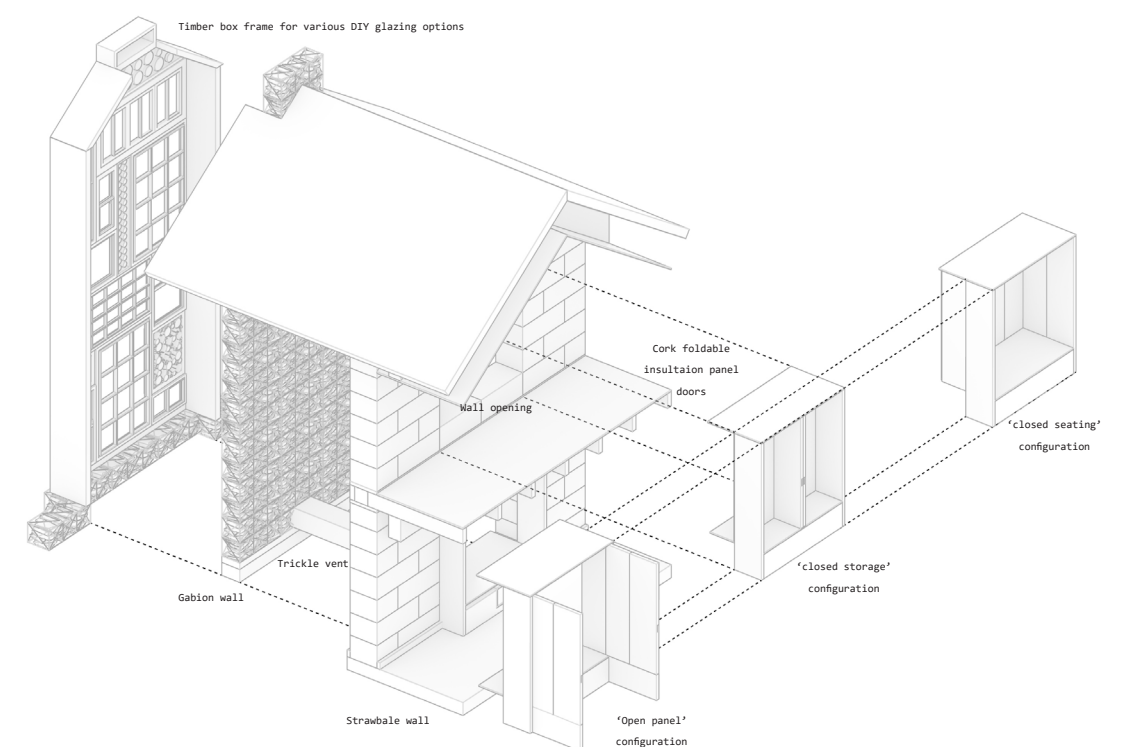 Timber box frame for various DIY glazing options
Cork foldable
insultaion panel
doors
Wall opening
‘closed seating’
configuration
Trickle vent
‘closed storage’
configuration
Gabion wall
Strawbale wall
‘Open panel’
configuration